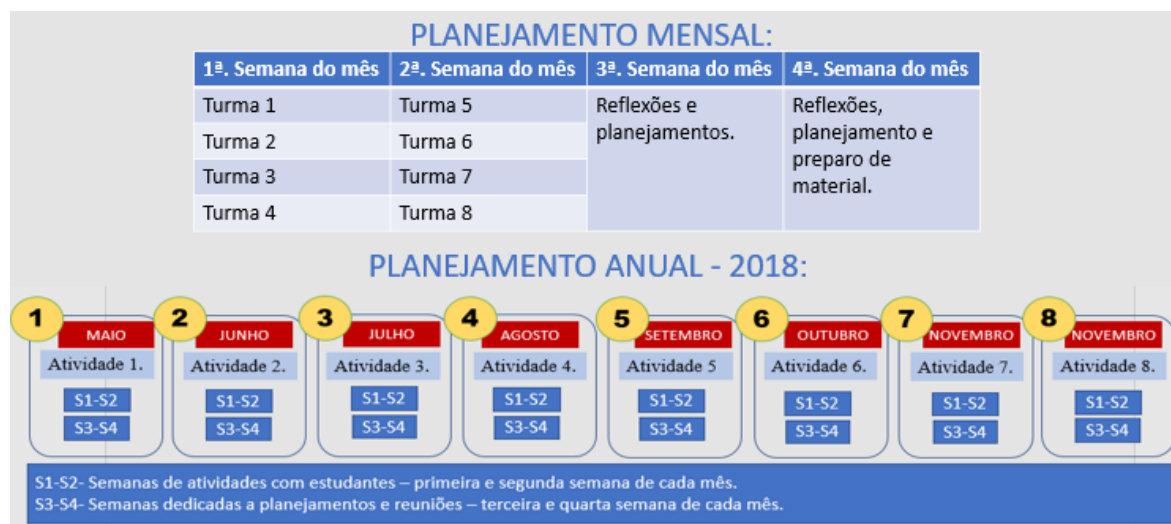 PLANEJAMENTO MENSAL:
1ª. Semana do mês 2ª. Semana do mês 3ª. Semana do mês 4ª. Semana do mês
Turma 1 Turma 5 Reflexões e Reflexões,
Turma 2 Turma 6 planejamentos. planejamento e
Turma 3 Turma 7 preparo de
Turma 4 Turma 8 material.
PLANEJAMENTO ANUAL - 2018:
1 2 3 4 5 6 7 8
MAIO JUNHO JULHO AGOSTO SETEMBRO OUTUBRO NOVEMBRO NOVEMBRO
Atividade 1. Atividade 2. Atividade 3. Atividade 4. Atividade 5 Atividade 6. Atividade 7. Atividade 8.
S1-S2 S1-S2 S1-S2 S1-S2 S1-S2 S1-S2 S1-S2 S1-S2
S3-S4 S3-S4 S3-S4 S3-S4 S3-S4 S3-S4 S3-S4 S3-S4
S1-S2- Semanas de atividades com estudantes – primeira e segunda semana de cada mês.
S3-S4- Semanas dedicadas a planejamentos e reuniões – terceira e quarta semana de cada mês.